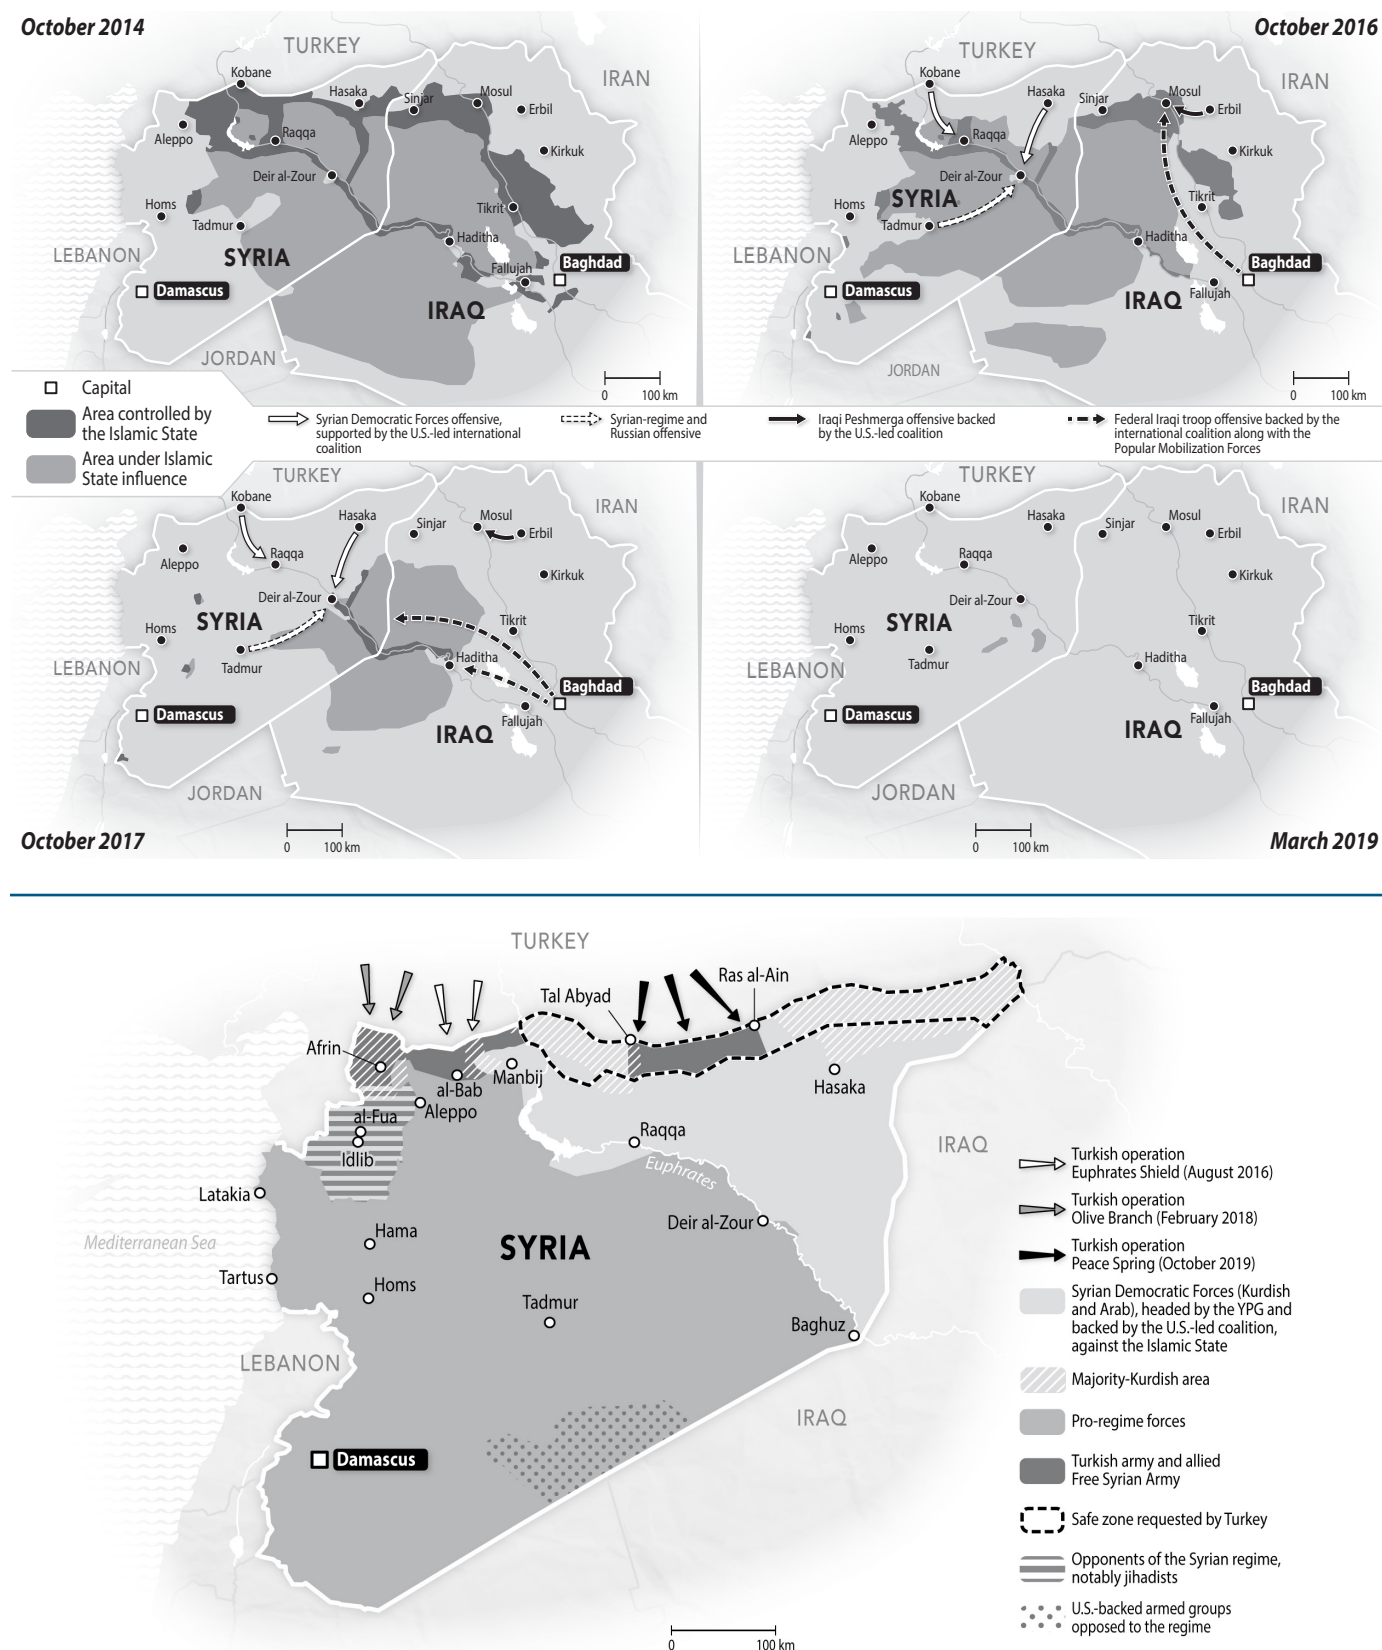 October 2014
TURKEY
IRAN
Kobane
Hasaka
Sinjar
Mosul
Erbil
Aleppo
Raqqa
Kirkuk
Deir al-Zour
Homs
Tikrit
Tadmur
Haditha
LEBANON
SYRIA
Fallujah
Baghdad
Damascus
IRAQ
JORDAN
0 100 km
October 2016
TURKEY
IRAN
Kobane
Hasaka
Sinjar
Mosul
Erbil
Aleppo
Raqqa
Kirkuk
Deir al-Zour
SYRIA
Homs
Tikrit
Tadmur
Haditha
LEBANON
Baghdad
Damascus
IRAQ
Fallujah
JORDAN
0 100 km
Capital
Area controlled by
the Islamic State
Area under Islamic
State influence
Syrian Democratic Forces offensive,
supported by the U.S.-led international
coalition
Syrian-regime and
Russian offensive
Iraqi Peshmerga offensive backed
by the U.S.-led coalition
Federal Iraqi troop offensive backed by the
international coalition along with the
Popular Mobilization Forces
TURKEY
IRAN
Kobane
Hasaka
Sinjar
Mosul
Erbil
Aleppo
Raqqa
Kirkuk
Deir al-Zour
SYRIA
Homs
Tikrit
LEBANON
Tadmur
Haditha
Baghdad
Damascus
Fallujah
IRAQ
JORDAN
October 2017
0 100 km
TURKEY
IRAN
Kobane
Hasaka
Sinjar
Mosul
Erbil
Aleppo
Raqqa
Kirkuk
Deir al-Zour
SYRIA
Homs
Tikrit
LEBANON
Tadmur
Haditha
Baghdad
Damascus
Fallujah
IRAQ
JORDAN
0 100 km
March 2019
TURKEY
Ras al-Ain
Tal Abyad
Afrin
Manbij
al-Bab
Hasaka
Aleppo
al-Fua
Raqqa
Idlib
IRAQ
Euphrates
Latakia
Deir al-Zour
Hama
Mediterranean Sea
SYRIA
Tartus
Homs
Tadmur
Baghuz
LEBANON
IRAQ
Damascus
0 100 km
Turkish operation
Euphrates Shield (August 2016)
Turkish operation
Olive Branch (February 2018)
Turkish operation
Peace Spring (October 2019)
Syrian Democratic Forces (Kurdish
and Arab), headed by the YPG and
backed by the U.S.-led coalition,
against the Islamic State
Majority-Kurdish area
Pro-regime forces
Turkish army and allied
Free Syrian Army
Safe zone requested by Turkey
Opponents of the Syrian regime,
notably jihadists
U.S.-backed armed groups
opposed to the regime